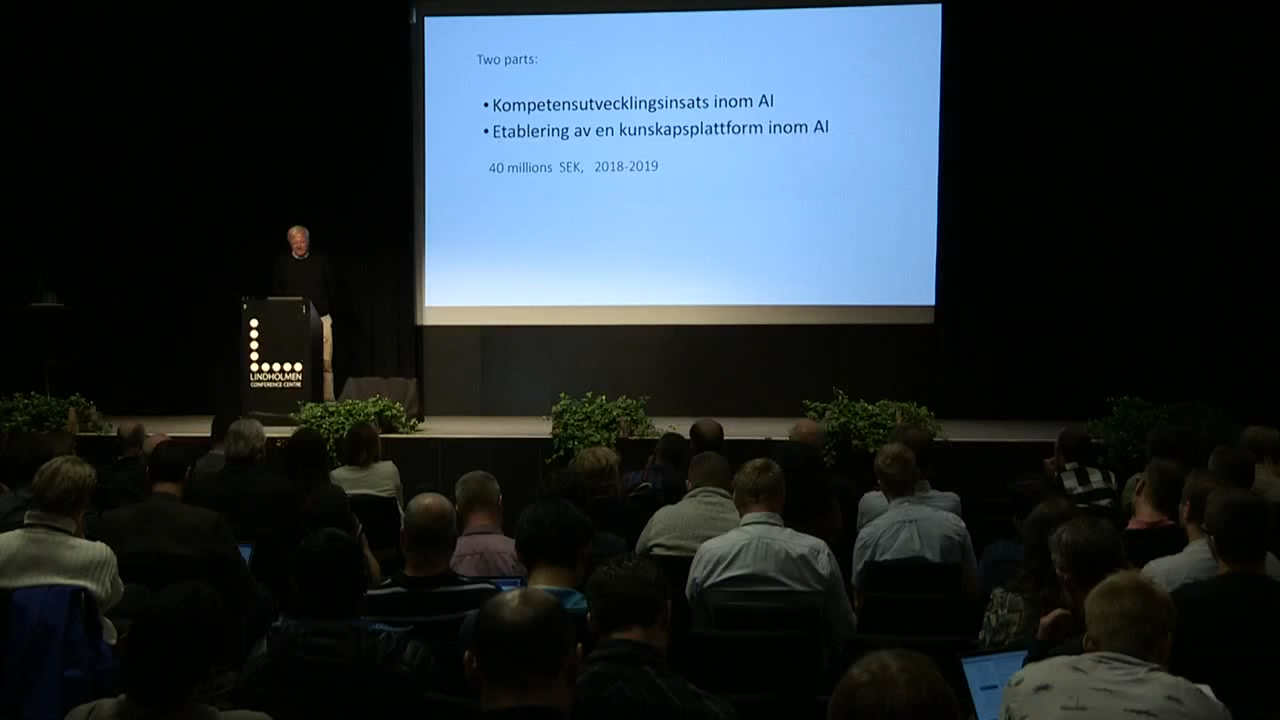 Two parts:
• Kompetensutvecklingsinsats inom AI
• Etablering av en kunskapsplattform inom AI
40 millions SEK, 2018-2019
LINDHOLMEN
CONFERENCE CENTRE